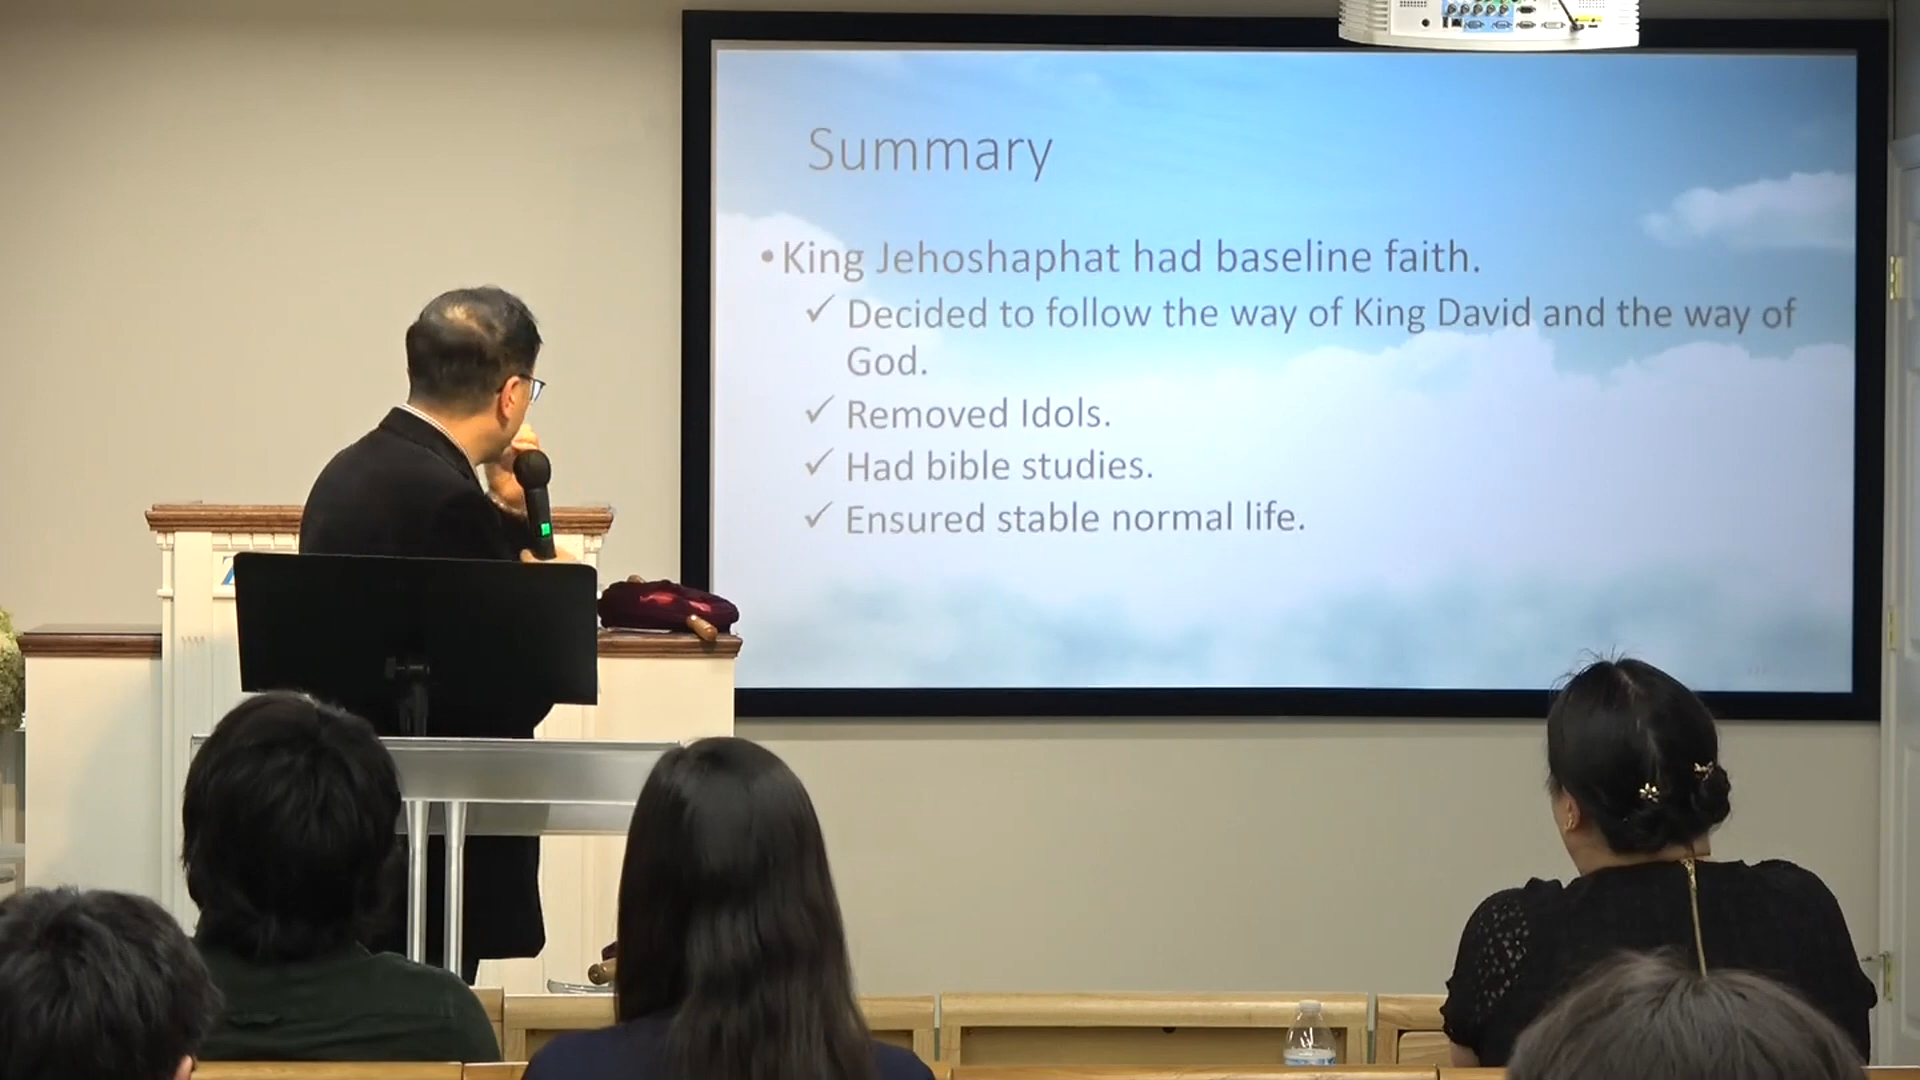 Summary
• King Jehoshaphat had baseline faith.
✓ Decided to follow the way of King David and the way of
God.
✓ Removed Idols.
✓ Had bible studies.
✓ Ensured stable normal life.